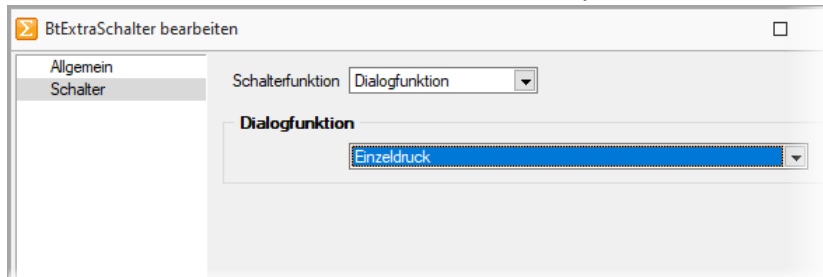 BtExtraSchalter bearbeiten
Allgemein
Schalter
Schalterfunktion Dialogfunktion
Dialogfunktion
Einzeldruck